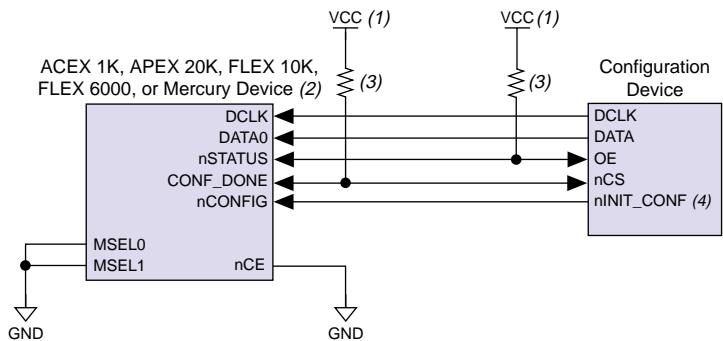 VCC (1)
VCC (1)
ACEX 1K, APEX 20K, FLEX 10K,
FLEX 6000, or Mercury Device (2)
(3)
(3)
Configuration
Device
DCLK
DATA0
nSTATUS
CONF_DONE
nCONFIG
MSEL0
MSEL1
nCE
DCLK
DATA
OE
nCS
nINIT_CONF (4)
GND
GND